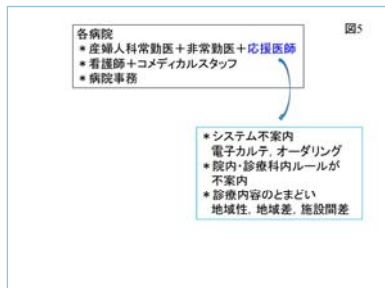 図5
各病院
＊産婦人科常勤医＋非常勤医＋応援医師
＊看護師＋コメディカルスタッフ
＊病院事務
＊システム不案内
電子カルテ，オーダリング
＊院内・診療科内ルールが
不案内
＊診療内容のとまどい
地域性，地域差，施設間差